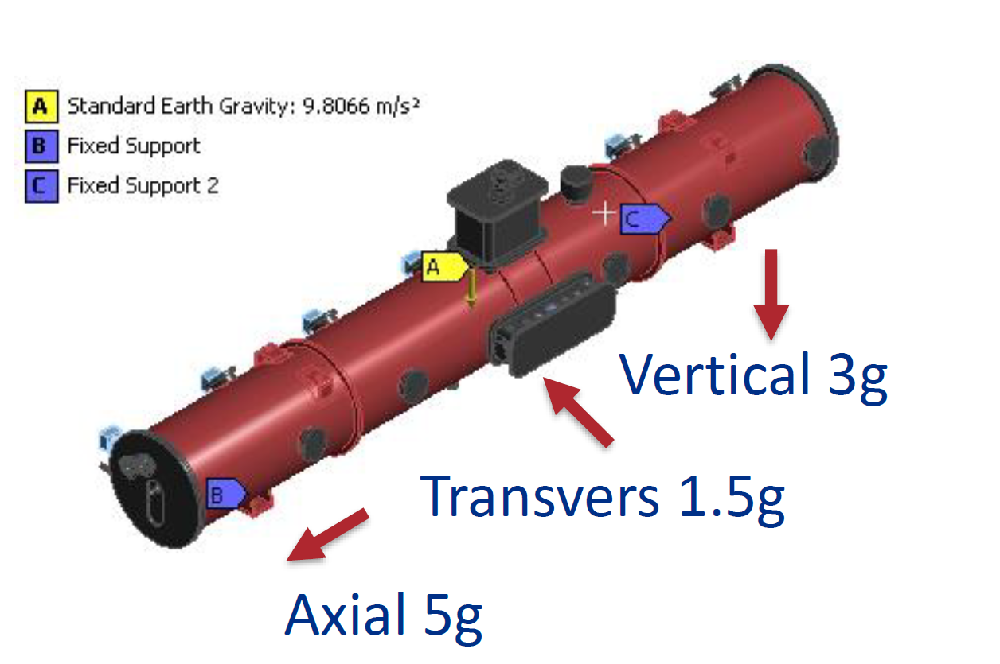 A Standard Earth Gravity: 9.8066 m/s²
B Fixed Support
C Fixed Support 2
C
A
Vertical 3g
Transvers 1.5g
B
Axial 5g